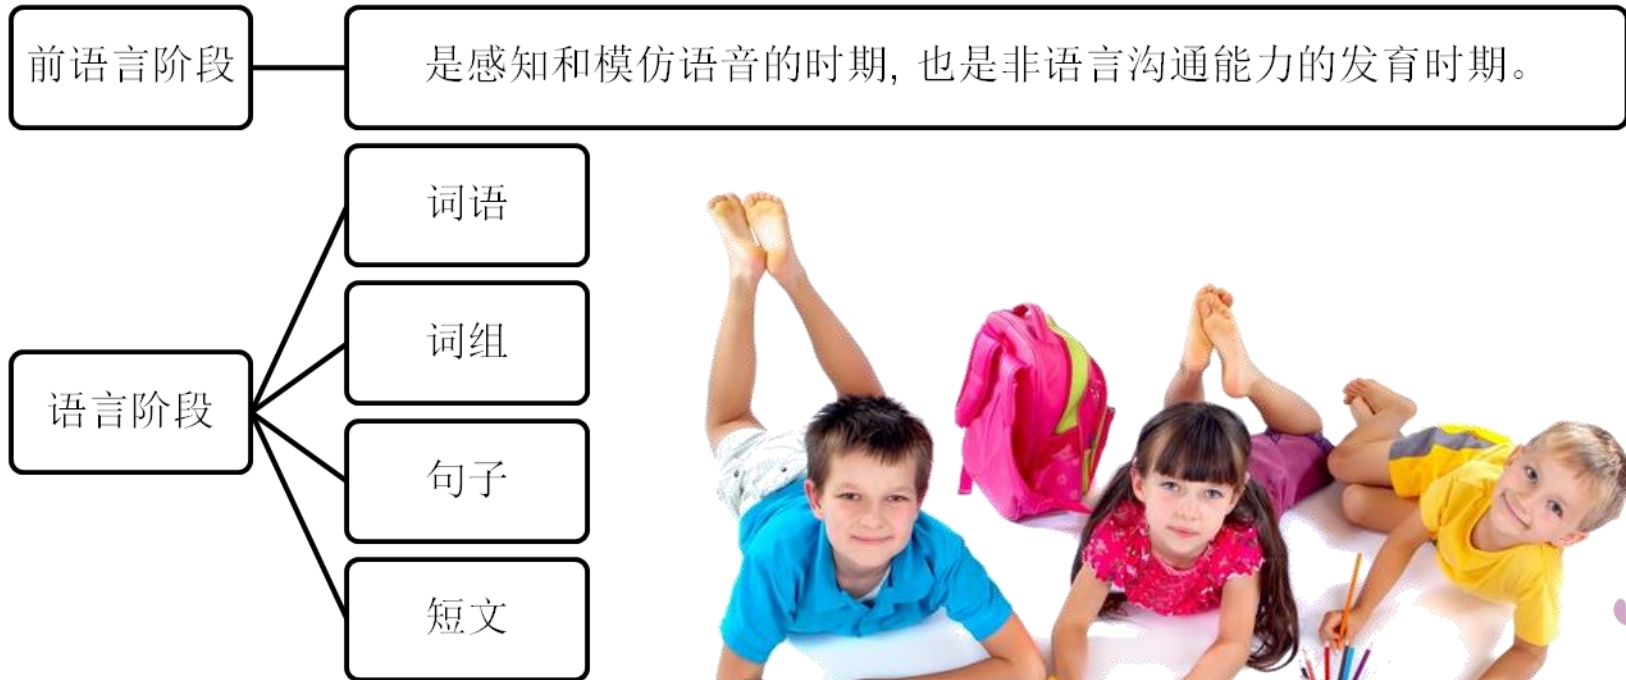 前语言阶段
是感知和模仿语音的时期, 也是非语言沟通能力的发育时期。
语言阶段
词语
词组
句子
短文